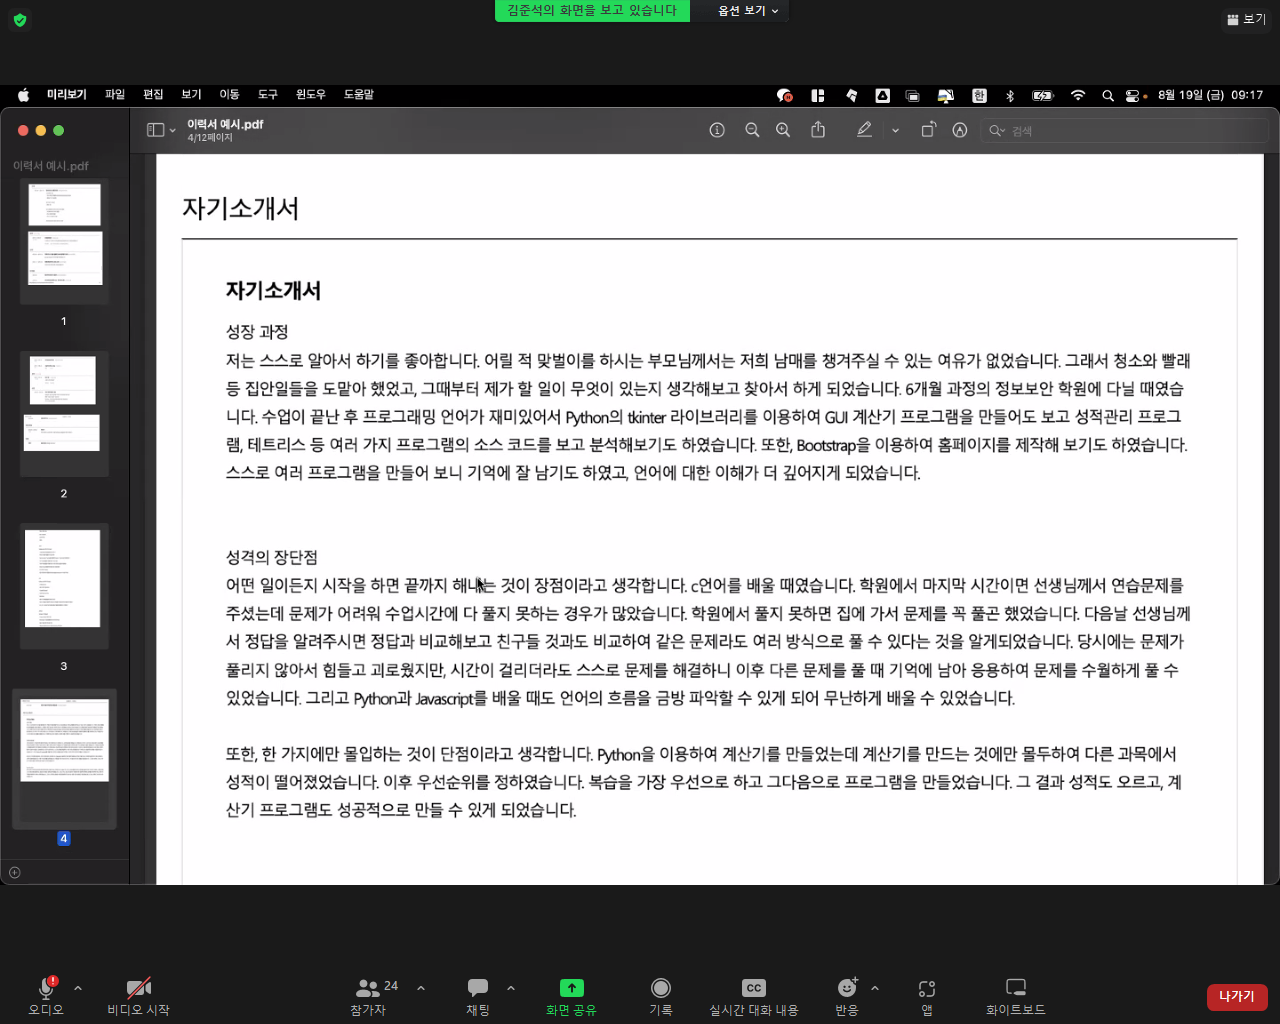 김준석의 화면을 보고 있습니다
옵션 보기
보기
미리보기 파일 편집 보기 이동 도구 윈도우 도움말
한
8월 19일 (금) 09:17
이력서 예시.pdf
4/12페이지
검색
이력서 예시.pdf
1
2
3
4
자기소개서
자기소개서
성장 과정
저는 스스로 알아서 하기를 좋아합니다. 어릴 적 맞벌이를 하시는 부모님께서는 저희 남매를 챙겨주실 수 있는 여유가 없었습니다. 그래서 청소와 빨래
등 집안일들을 도맡아 했었고, 그때부터 제가 할 일이 무엇이 있는지 생각해보고 찾아서 하게 되었습니다. 6개월 과정의 정보보안 학원에 다닐 때였습
니다. 수업이 끝난 후 프로그래밍 언어가 재미있어서 Python의 tkinter 라이브러리를 이용하여 GUI 계산기 프로그램을 만들어도 보고 성적관리 프로그
램, 테트리스 등 여러 가지 프로그램의 소스 코드를 보고 분석해보기도 하였습니다. 또한, Bootstrap을 이용하여 홈페이지를 제작해 보기도 하였습니다.
스스로 여러 프로그램을 만들어 보니 기억에 잘 남기도 하였고, 언어에 대한 이해가 더 깊어지게 되었습니다.
성격의 장단점
어떤 일이든지 시작을 하면 끝까지 해내는 것이 장점이라고 생각합니다. c언어를 배울 때였습니다. 학원에서 마지막 시간이면 선생님께서 연습문제를
주셨는데 문제가 어려워 수업시간에 다 풀지 못하는 경우가 많았습니다. 학원에서 풀지 못하면 집에 가서 문제를 꼭 풀곤 했었습니다. 다음날 선생님께
서 정답을 알려주시면 정답과 비교해보고 친구들 것과도 비교하여 같은 문제라도 여러 방식으로 풀 수 있다는 것을 알게되었습니다. 당시에는 문제가
풀리지 않아서 힘들고 괴로웠지만, 시간이 걸리더라도 스스로 문제를 해결하니 이후 다른 문제를 풀 때 기억에 남아 응용하여 문제를 수월하게 풀 수
있었습니다. 그리고 Python과 Javascript를 배울 때도 언어의 흐름을 금방 파악할 수 있게 되어 무난하게 배울 수 있었습니다.
또한, 한 가지에만 몰입하는 것이 단점이라고 생각합니다. Python을 이용하여 계산기를 만들었는데 계산기를 만드는 것에만 몰두하여 다른 과목에서
성적이 떨어졌었습니다. 이후 우선순위를 정하였습니다. 복습을 가장 우선으로 하고 그다음으로 프로그램을 만들었습니다. 그 결과 성적도 오르고, 계
산기 프로그램도 성공적으로 만들 수 있게 되었습니다.
24
CC
오디오 비디오 시작 참가자 채팅 화면 공유 기록 실시간 대화 내용 반응 앱 화이트보드
나가기